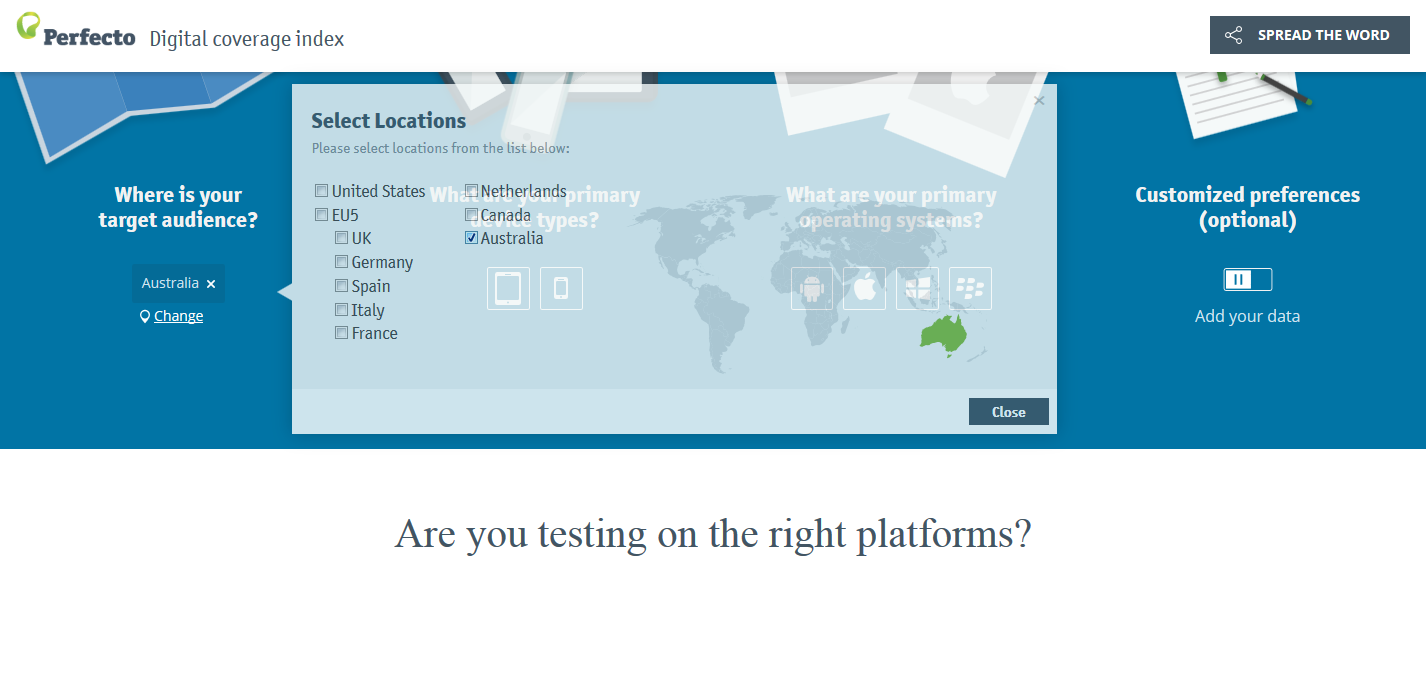 Perfecto Digital coverage index
SPREAD THE WORD
Where is your
target audience?
Australia ×
Change
Select Locations
×
Please select locations from the list below:
United States
EU5
UK
Germany
Spain
Italy
France
Netherlands
Canada
Australia
What are your primary
device types?
What are your primary
operating systems?
Close
Customized preferences
(optional)
Add your data
Are you testing on the right platforms?